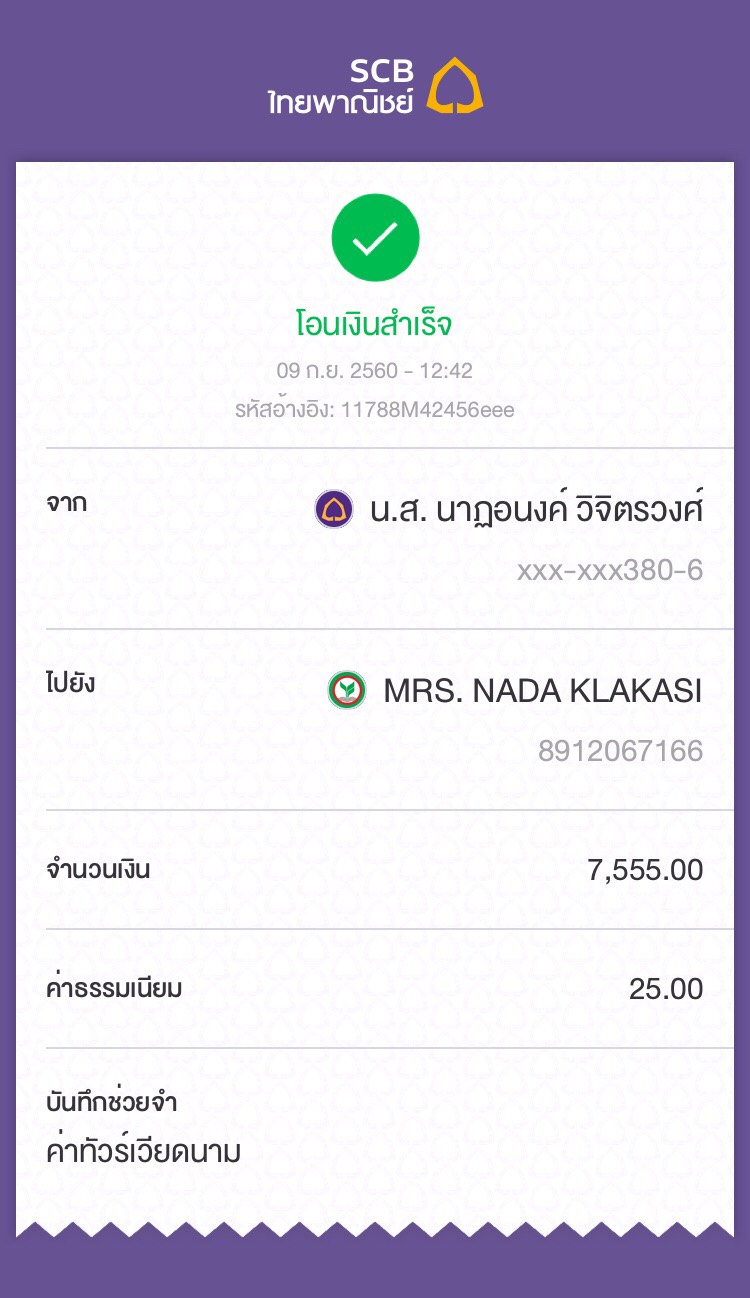 SCB
ไทยพาณิชย์
โอนเงินสำเร็จ
09 ก.ย. 2560 - 12:42
รหัสอ้างอิง: 11788M42456eee
จาก
น.ส. นาฏอนงค์ วิจิตรวงศ์
xxx-xxx380-6
ไปยัง
MRS. NADA KLAKASI
8912067166
จำนวนเงิน 7,555.00
ค่าธรรมเนียม 25.00
บันทึกช่วยจำ
ค่าทัวร์เวียดนาม